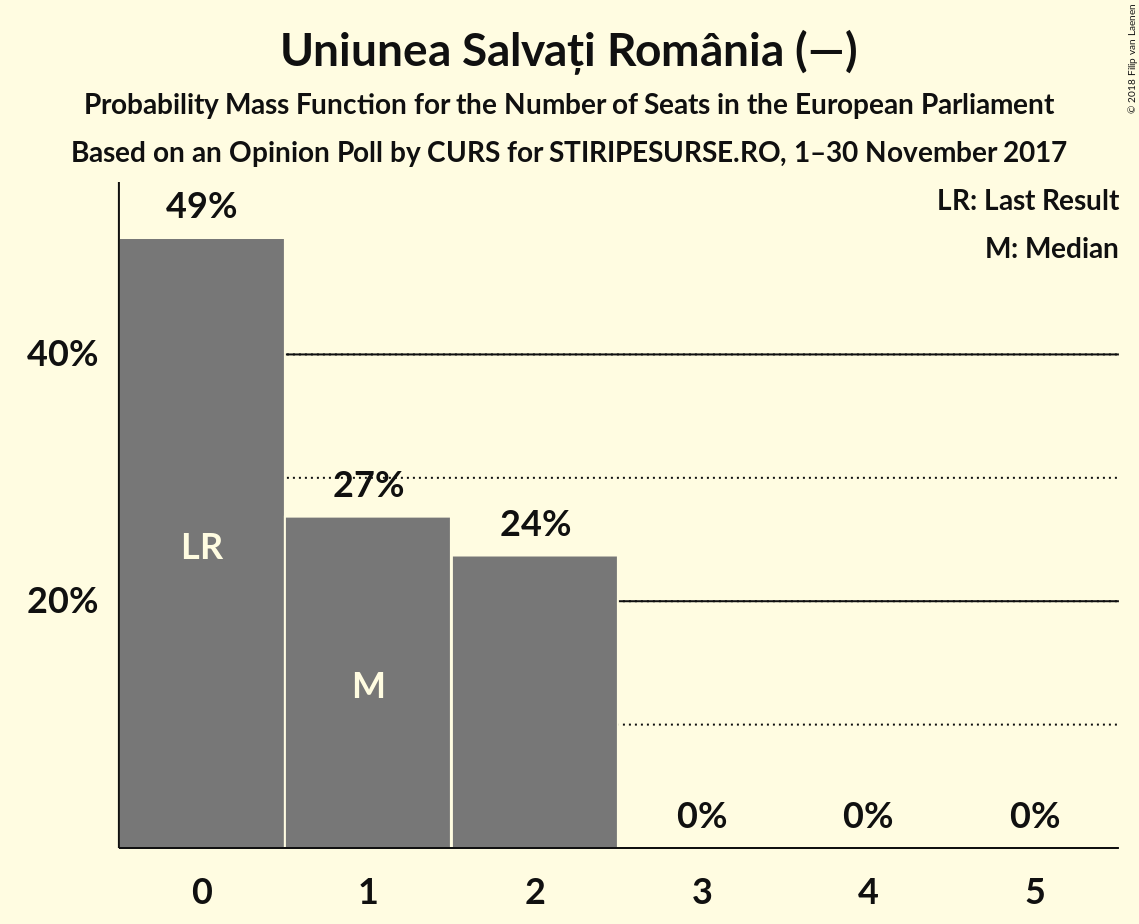 Uniunea Salvați România (—)
Probability Mass Function for the Number of Seats in the European Parliament
Based on an Opinion Poll by CURS for STIRIPESURSE.RO, 1–30 November 2017
© 2018 Filip van Laenen
LR: Last Result
M: Median
49%
40%
27%
24%
LR
20%
M
0% 0% 0%
0 1 2 3 4 5